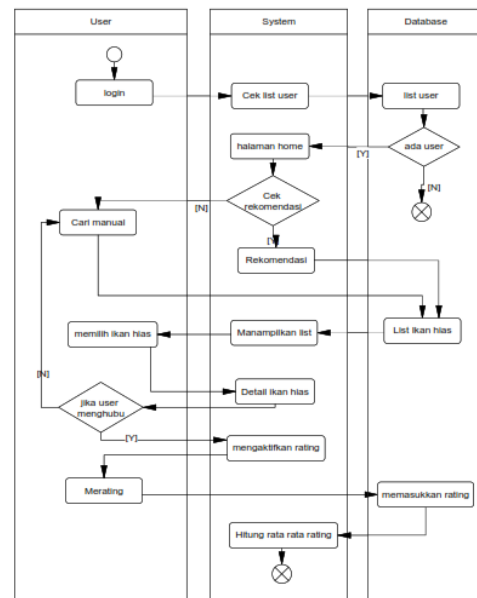 User
System
Database
login
Cek list user
list user
halaman home
[Y]
ada user
[N]
Cek
rekomendasi
[N]
Cari manual
[Y]
Rekomendasi
memilih ikan hias
Manampilkan list
List ikan hias
[N]
jika user
menghubu
Detail ikan hias
[Y]
mengaktifkan rating
Merating
memasukkan rating
Hitung rata rata rating